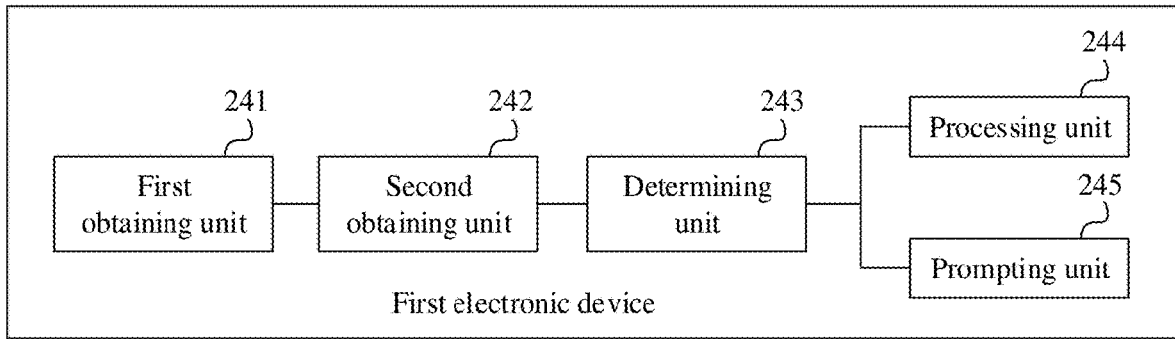 244
241
242
243
Processing unit
First
obtaining unit
Second
obtaining unit
Determining
unit
245
Prompting unit
First electronic device